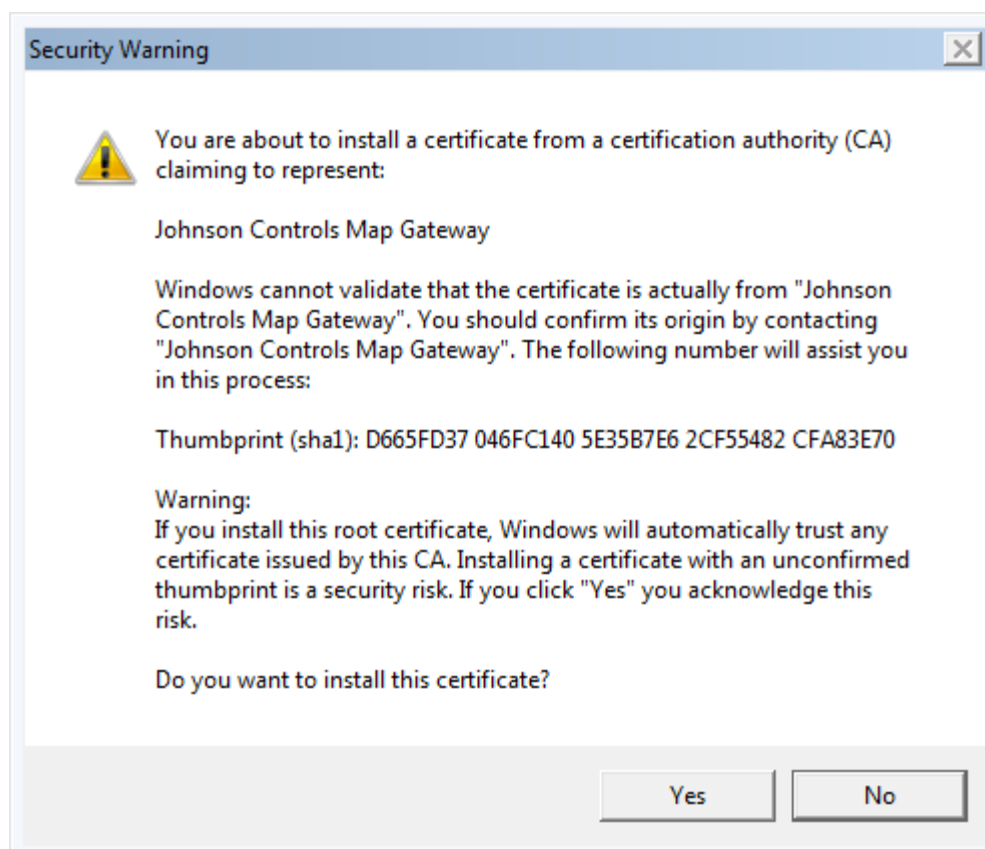 Security Warning
You are about to install a certificate from a certification authority (CA)
claiming to represent:
Johnson Controls Map Gateway
Windows cannot validate that the certificate is actually from "Johnson
Controls Map Gateway". You should confirm its origin by contacting
"Johnson Controls Map Gateway". The following number will assist you
in this process:
Thumbprint (sha1): D665FD37 046FC140 5E35B7E6 2CF55482 CFA83E70
Warning:
If you install this root certificate, Windows will automatically trust any
certificate issued by this CA. Installing a certificate with an unconfirmed
thumbprint is a security risk. If you click "Yes" you acknowledge this
risk.
Do you want to install this certificate?
Yes No